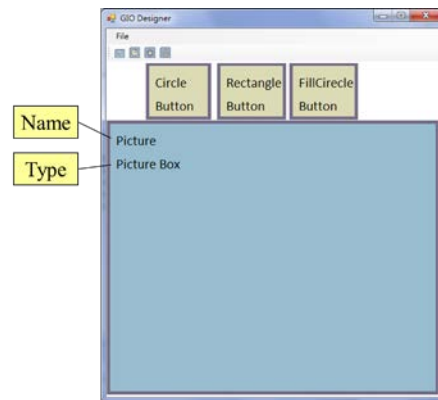 GIO Designer
File
Circle
Button
Rectangle
Button
FillCirecle
Button
Name
Picture
Type
Picture Box